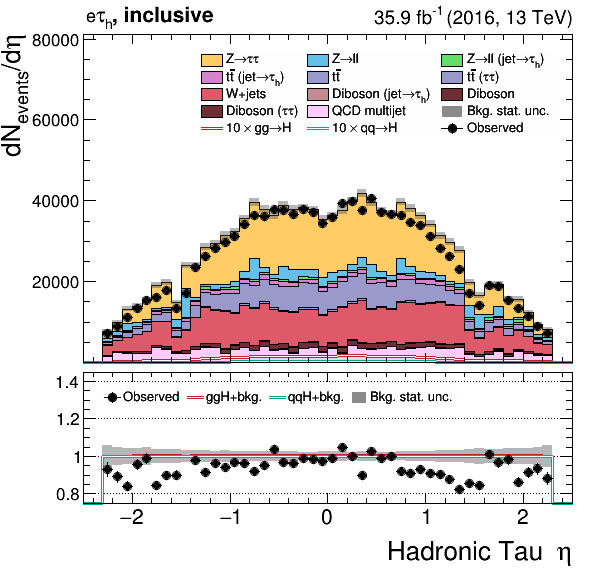 eτh, inclusive 35.9 fb-1 (2016, 13 TeV)
dNevents/dη
80000
60000
40000
20000
Z→ττ Z→ll Z→ll (jet→τh)
tt̄ (jet→τh) tt̄ tt̄ (ττ)
W+jets Diboson (jet→τh) Diboson
Diboson (ττ) QCD multijet Bkg. stat. unc.
10 × gg→H 10 × qq→H Observed
1.4
1.2
1
0.8
Observed ggH+bkg. qqH+bkg. Bkg. stat. unc.
−2 −1 0 1 2
Hadronic Tau η